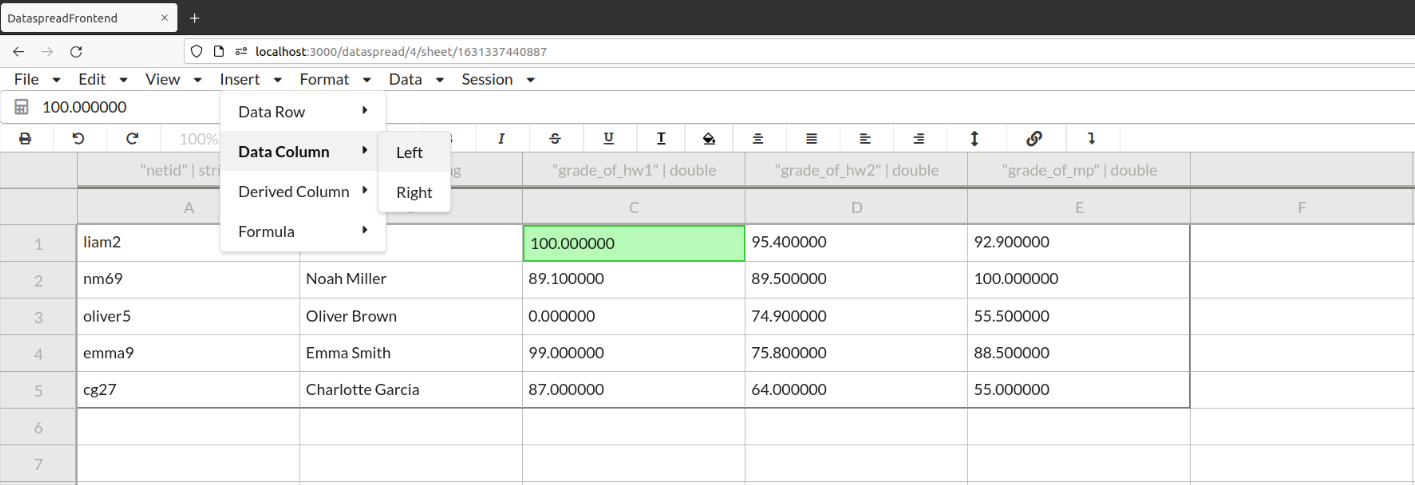 DataspreadFrontend × +
localhost:3000/dataspread/4/sheet/1631337440887
File Edit View Insert Format Data Session
100.000000
Data Row
100% B I S U T
Data Column Left
"netid" | stri ng "grade_of_hw1" | double "grade_of_hw2" | double "grade_of_mp" | double
Derived Column Right
A C D E F
Formula
1 liam2 100.000000 95.400000 92.900000
2 nm69 Noah Miller 89.100000 89.500000 100.000000
3 oliver5 Oliver Brown 0.000000 74.900000 55.500000
4 emma9 Emma Smith 99.000000 75.800000 88.500000
5 cg27 Charlotte Garcia 87.000000 64.000000 55.000000
6
7